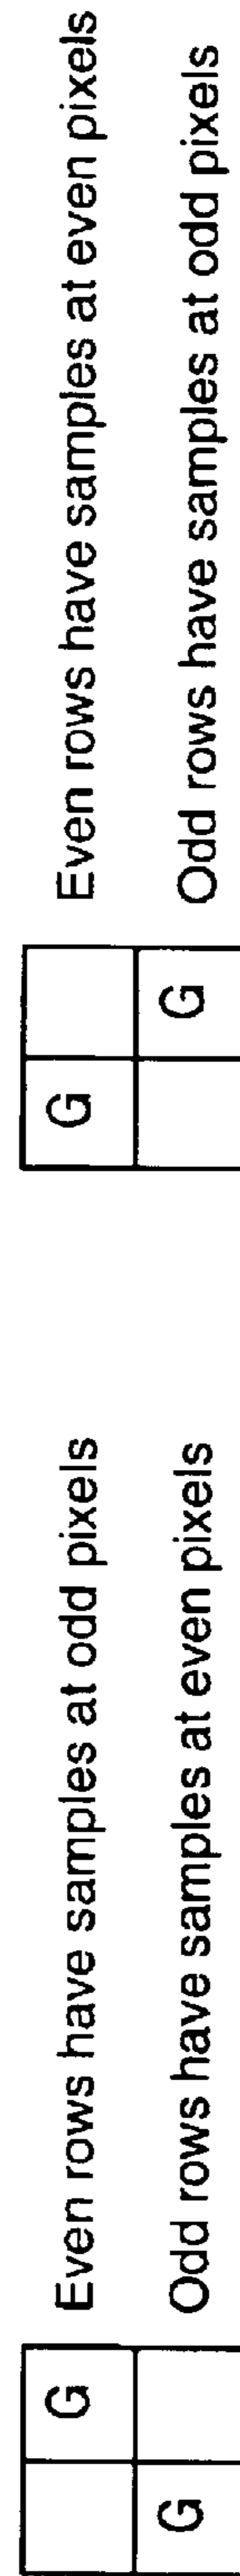 G Even rows have samples at odd pixels
G Odd rows have samples at even pixels
G Even rows have samples at even pixels
G Odd rows have samples at odd pixels